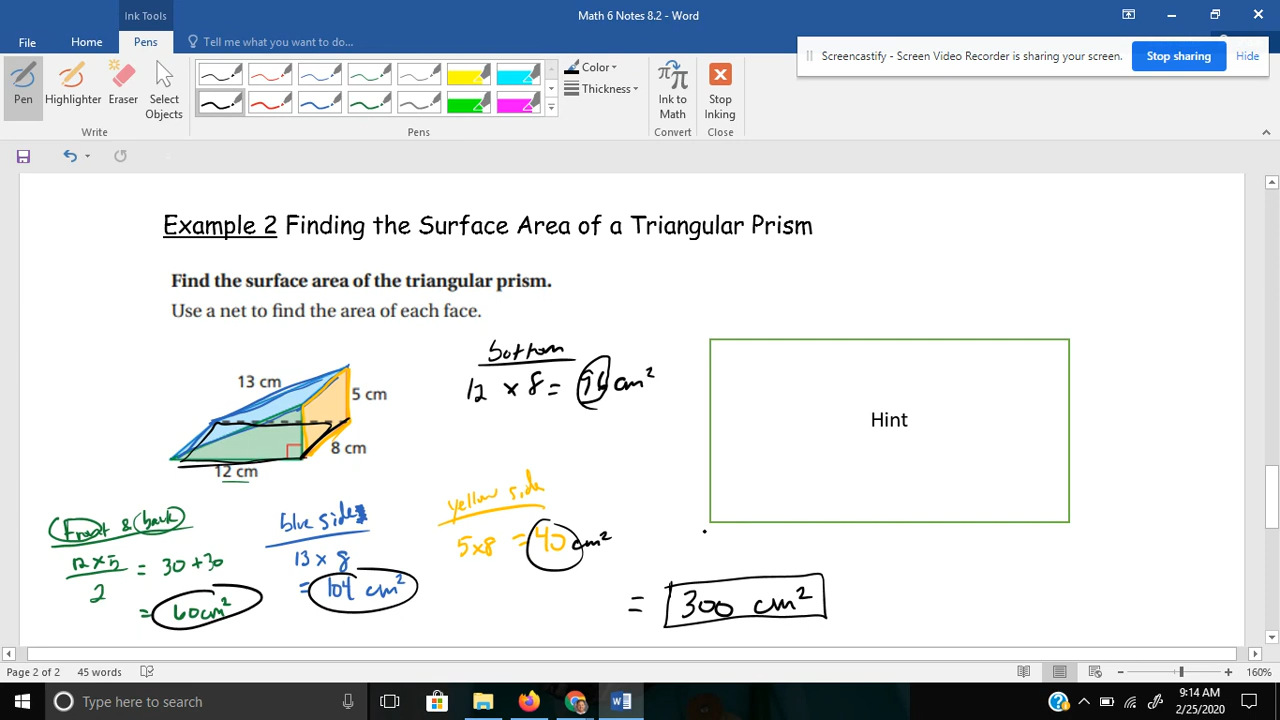 Ink Tools
Math 6 Notes 8.2 - Word
File
Home
Pens
Tell me what you want to do...
Screencastify - Screen Video Recorder is sharing your screen.
Stop sharing
Hide
Pen
Highlighter
Eraser
Select
Objects
Color
Thickness
Ink to
Math
Stop
Inking
Write
Pens
Convert
Close
Example 2 Finding the Surface Area of a Triangular Prism
Find the surface area of the triangular prism.
Use a net to find the area of each face.
bottom
12 × 8 = 96 cm²
13 cm
5 cm
8 cm
12 cm
Hint
Front & back
12 × 5
2
= 30 + 30
= 60cm²
blue side
13 × 8
= 104 cm²
yellow side
5×8 = 40 cm²
= 300 cm²
Page 2 of 2
45 words
160%
Type here to search
9:14 AM
2/25/2020